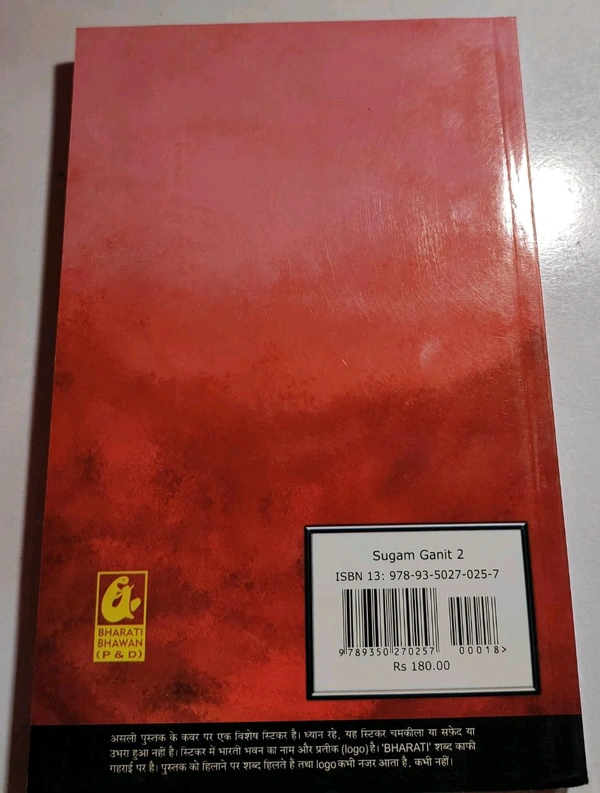 Sugam Ganit 2
ISBN 13: 978-93-5027-025-7
9 789350 270257
00018>
Rs 180.00
BHARATI
BHAWAN
(P & D)
असली पुस्तक के कवर पर एक विशेष स्टिकर है। ध्यान रहे, यह स्टिकर चमकीला या सफ़ेद या
उभरा हुआ नहीं है। स्टिकर में भारती भवन का नाम और प्रतीक (logo) है। 'BHARATI' शब्द काफी
गहराई पर है। पुस्तक को हिलाने पर शब्द हिलते हैं तथा logo कभी नजर आता है, कभी नहीं।